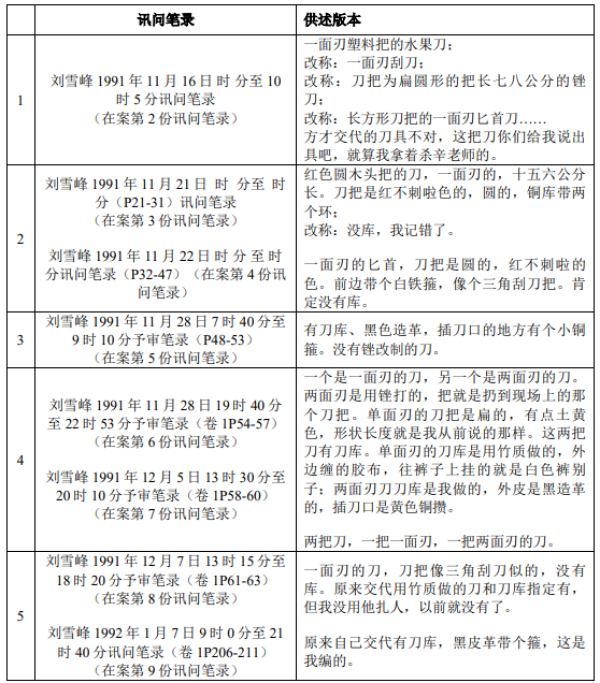 讯问笔录
供述版本
1
刘雪峰 1991 年 11 月 16 日 时 分至 10
时 5 分讯问笔录
（在案第 2 份讯问笔录）
一面刃塑料把的水果刀；
改称：一面刃刮刀；
改称：刀把为扁圆形的把长七八公分的锉
刀；
改称：长方形刀把的一面刃匕首刀……
方才交代的刀具不对，这把刀你们给我说出
具吧，就算我拿着杀辛老师的。
2
刘雪峰 1991 年 11 月 21 日 时 分至 时
分（P21-31）讯问笔录
（在案第 3 份讯问笔录）
刘雪峰 1991 年 11 月 22 日 时 分 至 时
分讯问笔录（P32-47）（在案第 4 份讯
问笔录）
红色圆木头把的刀，一面刃的，十五六公分
长。刀把是红不刺啦色的，圆的，铜库带两
个环；
改称：没库，我记错了。
一面刃的匕首，刀把是圆的，红不刺啦的
色。前边带个白铁箍，像个三角刮刀把。肯
定没有库。
3
刘雪峰 1991 年 11 月 28 日 7 时 40 分至
9 时 10 分予审笔录（P48-53）
（在案第 5 份讯问笔录）
有刀库、黑色造革，插刀口的地方有个小铜
箍。没有锉改制的刀。
4
刘雪峰 1991 年 11 月 28 日 19 时 40 分
至 22 时 53 分予审笔录（卷 1P54-57）
（在案第 6 份讯问笔录）
刘雪峰 1991 年 12 月 5 日 13 时 30 分至
20 时 10 分予审笔录（卷 1P58-60）
（在案第 7 份讯问笔录）
一个是一面刃的刀，另一个是两面刃的刀。
两面刃是用锉打的，把就是扔到现场上的那
个刀把。单面刃的刀把是扁的，有点土黄
色，形状长度就是我从前说的那样。这两把
刀有刀库。单面刃的刀库是用竹质做的，外
边缠的胶布，往裤子上挂的就是白色裤别
子；两面刃刀刀库是我做的，外皮是黑造革
的，插刀口是黄色铜攒。
两把刀，一把一面刃，一把两面刃的刀。
5
刘雪峰 1991 年 12 月 7 日 13 时 15 分至
18 时 20 分予审笔录（卷 1P61-63）
（在案第 8 份讯问笔录）
刘雪峰 1992 年 1 月 7 日 9 时 0 分至 21
时 40 分讯问笔录（卷 1P206-211）
（在案第 9 份讯问笔录）
一面刃的刀，刀把像三角刮刀似的，没有
库。原来交代用竹质做的刀和刀库指定有，
但我没用他扎人，以前就没有了。
原来自己交代有刀库，黑皮革带个箍，这是
我编的。